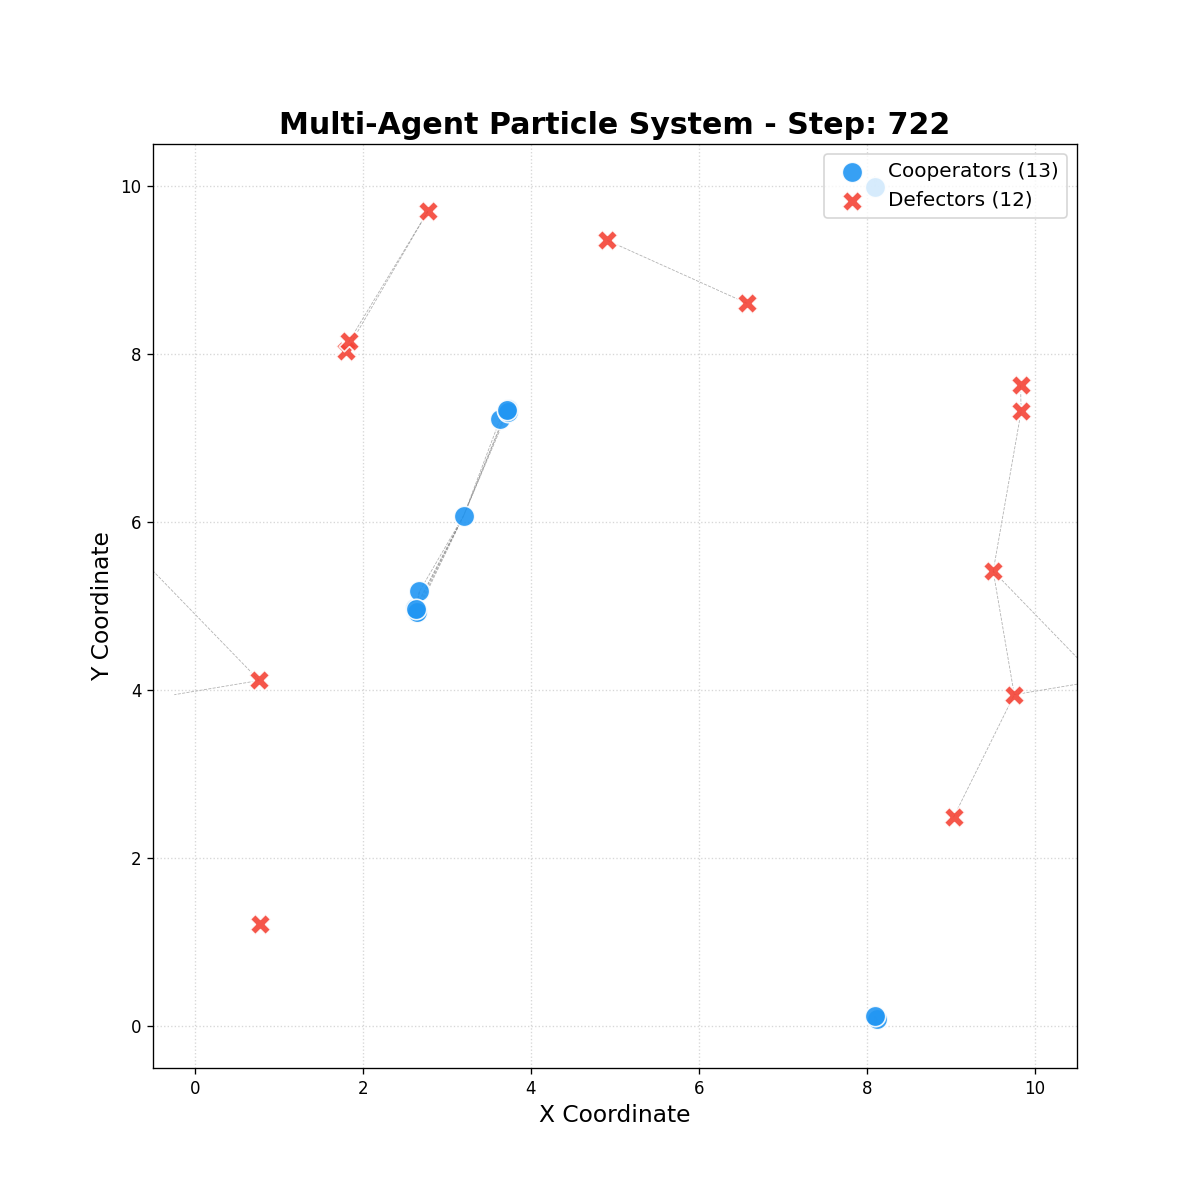 Multi-Agent Particle System - Step: 722
Cooperators (13)
Defectors (12)
10
8
6
4
2
0
Y Coordinate
0 2 4 6 8 10
X Coordinate